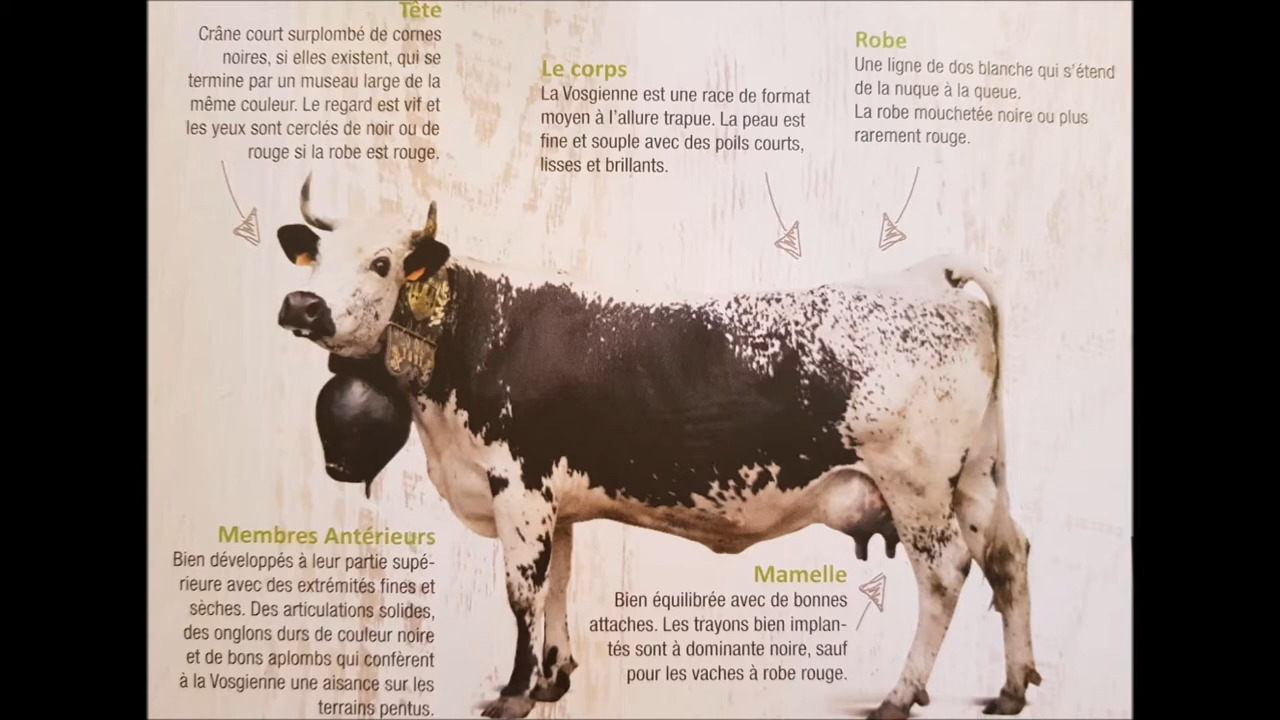 Tête
Crâne court surplombé de cornes
noires, si elles existent, qui se
termine par un museau large de la
même couleur. Le regard est vif et
les yeux sont cerclés de noir ou de
rouge si la robe est rouge.
Le corps
La Vosgienne est une race de format
moyen à l'allure trapue. La peau est
fine et souple avec des poils courts,
lisses et brillants.
Robe
Une ligne de dos blanche qui s'étend
de la nuque à la queue.
La robe mouchetée noire ou plus
rarement rouge.
Membres Antérieurs
Bien développés à leur partie supé-
rieure avec des extrémités fines et
sèches. Des articulations solides,
des onglons durs de couleur noire
et de bons aplombs qui confèrent
à la Vosgienne une aisance sur les
terrains pentus.
Mamelle
Bien équilibrée avec de bonnes
attaches. Les trayons bien implan-
tés sont à dominante noire, sauf
pour les vaches à robe rouge.